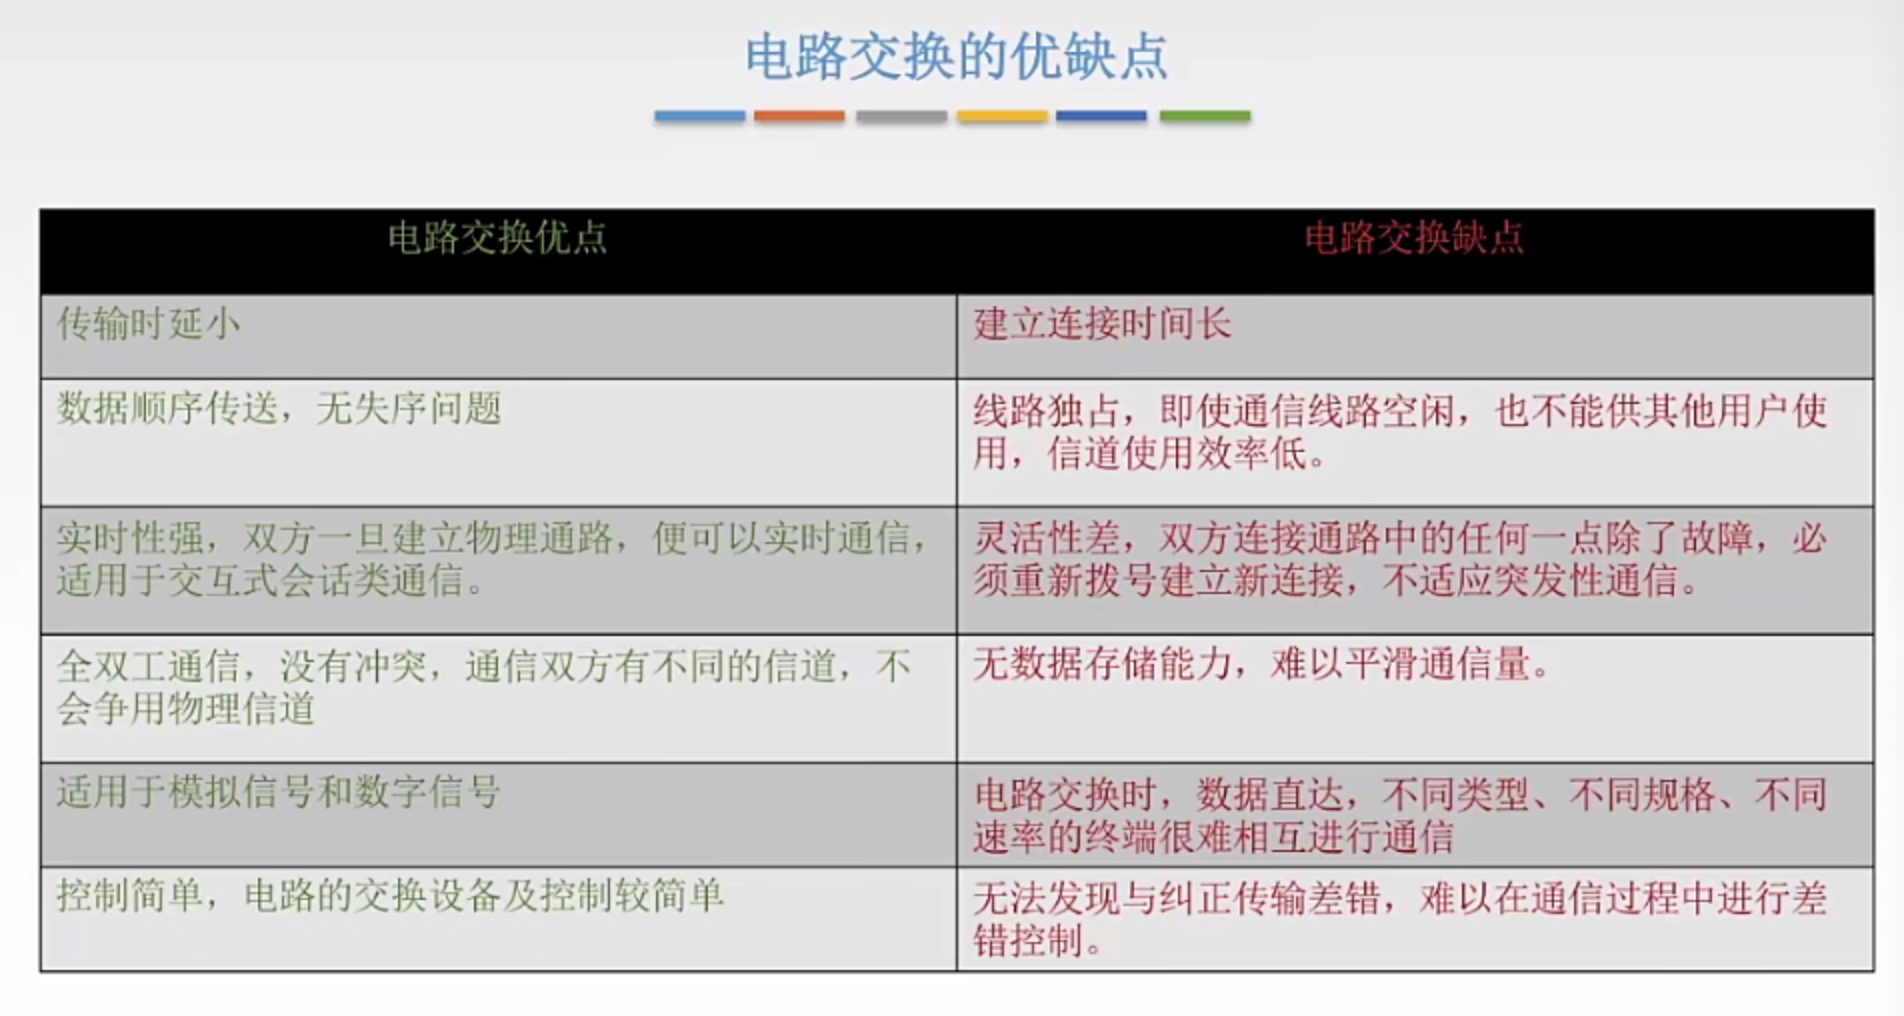 电路交换的优缺点
电路交换优点
电路交换缺点
传输时延小
建立连接时间长
数据顺序传送，无失序问题
线路独占，即使通信线路空闲，也不能供其他用户使
用，信道使用效率低。
实时性强，双方一旦建立物理通路，便可以实时通信，
适用于交互式会话类通信。
灵活性差，双方连接通路中的任何一点除了故障，必
须重新拨号建立新连接，不适应突发性通信。
全双工通信，没有冲突，通信双方有不同的信道，不
会争用物理信道
无数据存储能力，难以平滑通信量。
适用于模拟信号和数字信号
电路交换时，数据直达，不同类型、不同规格、不同
速率的终端很难相互进行通信
控制简单，电路的交换设备及控制较简单
无法发现与纠正传输差错，难以在通信过程中进行差
错控制。